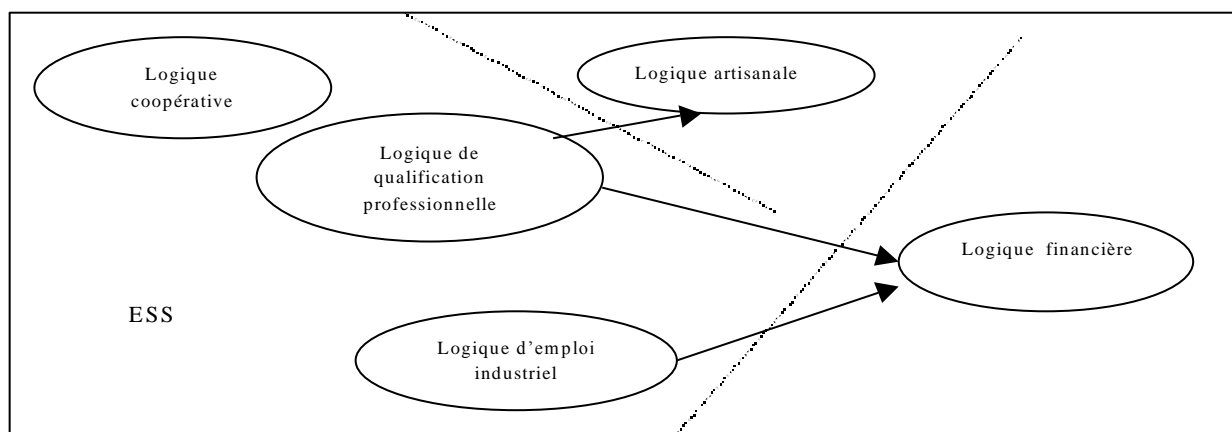 Logique
coopérative
Logique artisanale
Logique de
qualification
professionnelle
Logique financière
ESS
Logique d'emploi
industriel